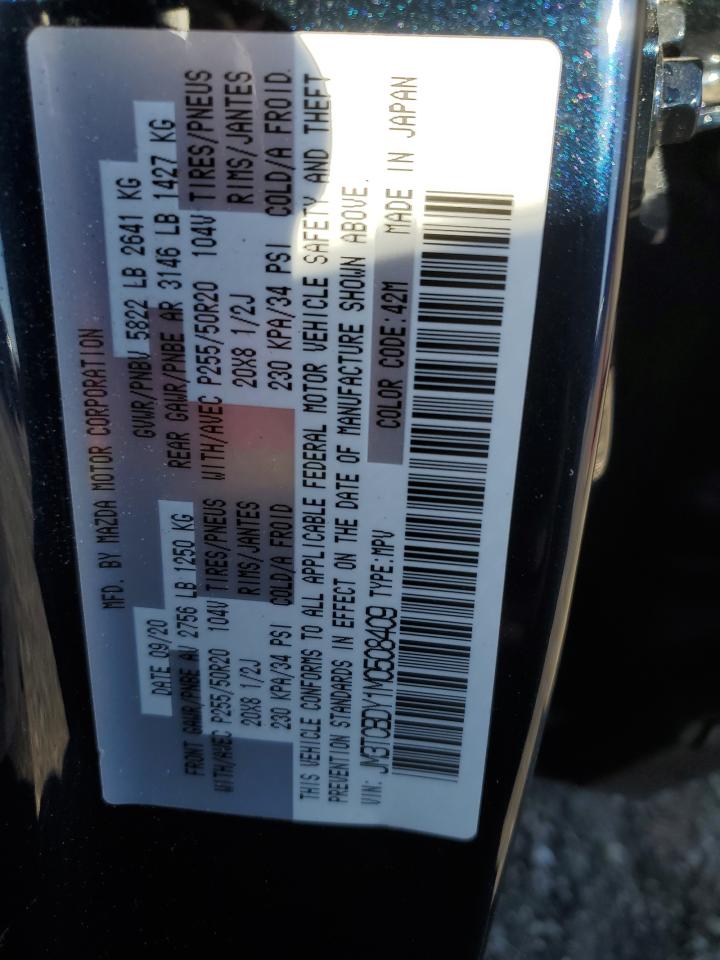 MFD. BY MAZDA MOTOR CORPORATION
DATE 09/20 GVWR/PNBV 5822 LB 2641 KG
FRONT GAWR/PNBE AV 2756 LB 1250 KG REAR GAWR/PNBE AR 3146 LB 1427 KG
WITH/AVEC P255/50R20 104V TIRES/PNEUS WITH/AVEC P255/50R20 104V TIRES/PNEUS
20X8 1/2J RIMS/JANTES 20X8 1/2J RIMS/JANTES
230 KPA/34 PSI COLD/A FROID 230 KPA/34 PSI COLD/A FROID.
THIS VEHICLE CONFORMS TO ALL APPLICABLE FEDERAL MOTOR VEHICLE SAFETY AND THEFT
PREVENTION STANDARDS IN EFFECT ON THE DATE OF MANUFACTURE SHOWN ABOVE.
VIN: JM3TCBDY1M0508409 TYPE:MPV COLOR CODE:42M MADE IN JAPAN